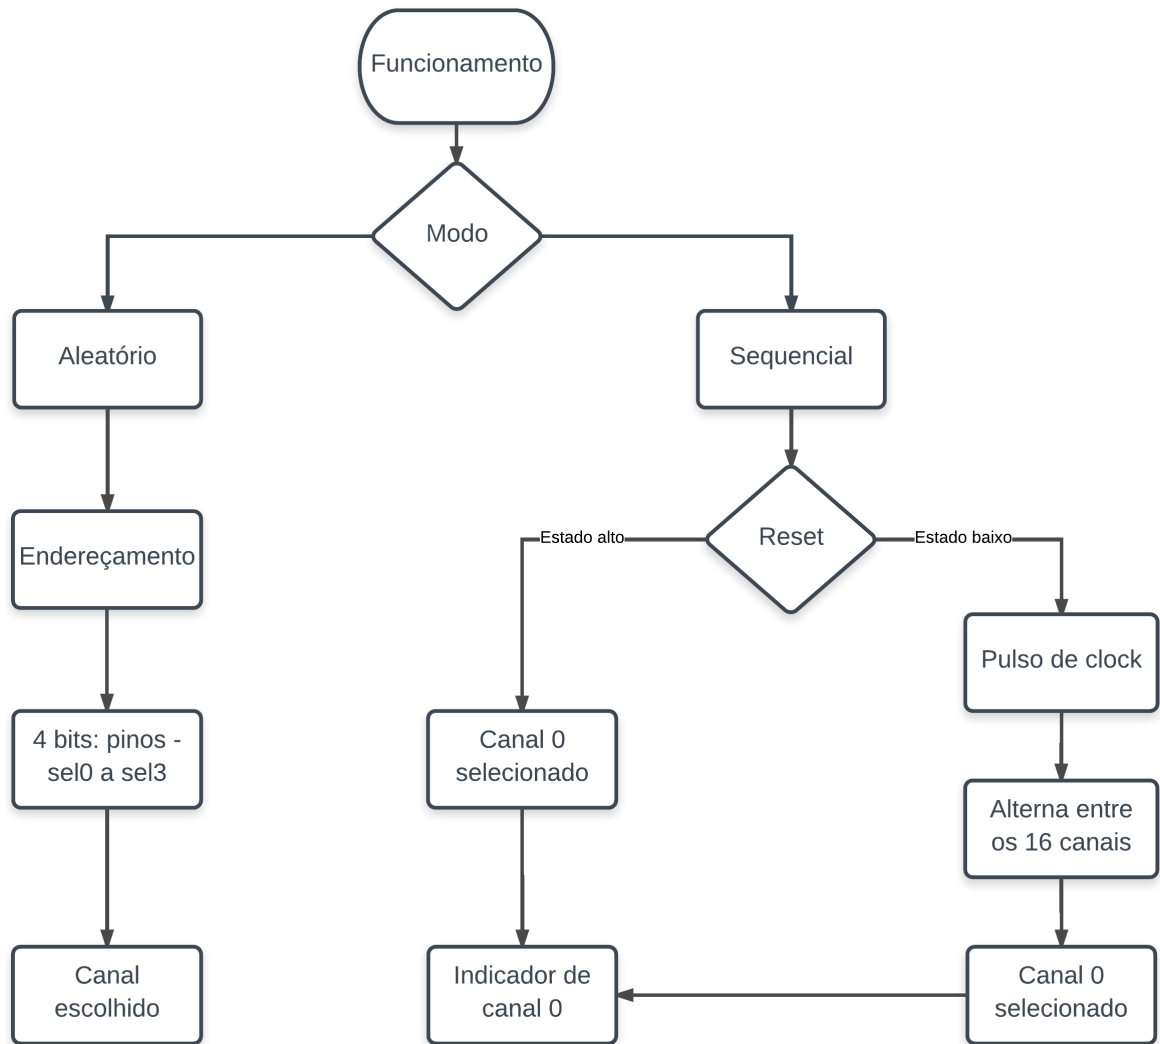 Funcionamento
Modo
Aleatório
Sequencial
Endereçamento
Reset
Estado alto
Estado baixo
Pulso de clock
4 bits: pinos -
sel0 a sel3
Canal 0
selecionado
Alterna entre
os 16 canais
Canal
escolhido
Indicador de
canal 0
Canal 0
selecionado